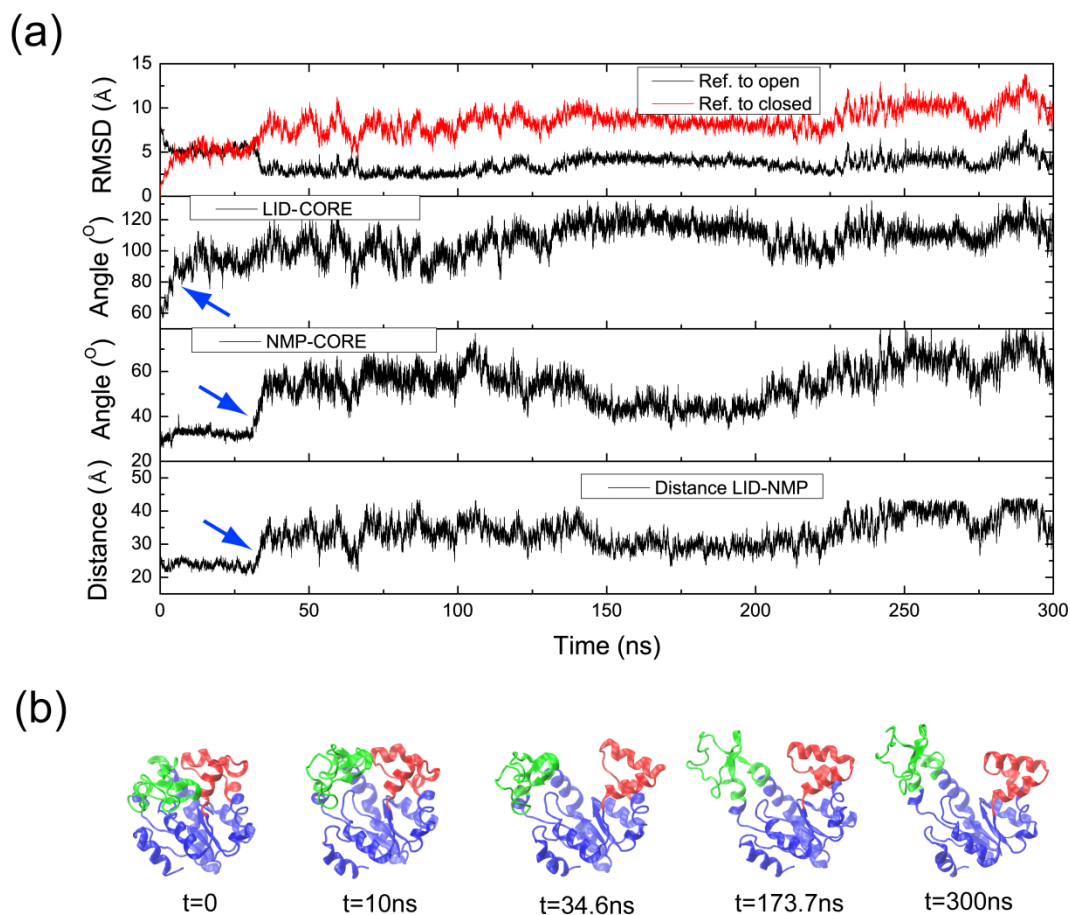 (a)
15
10
5
0
RMSD (Å)
Ref. to open
Ref. to closed
120
100
80
60
Angle (O)
LID-CORE
60
40
20
Angle (O)
NMP-CORE
50
40
30
20
Distance (Å)
Distance LID-NMP
0 50 100 150 200 250 300
Time (ns)
(b)
t=0 t=10ns t=34.6ns t=173.7ns t=300ns